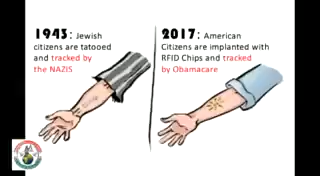 1943: Jewish
citizens are tatooed
and tracked by
the NAZIS
2017: American
Citizens are implanted with
RFID Chips and tracked
by Obamacare